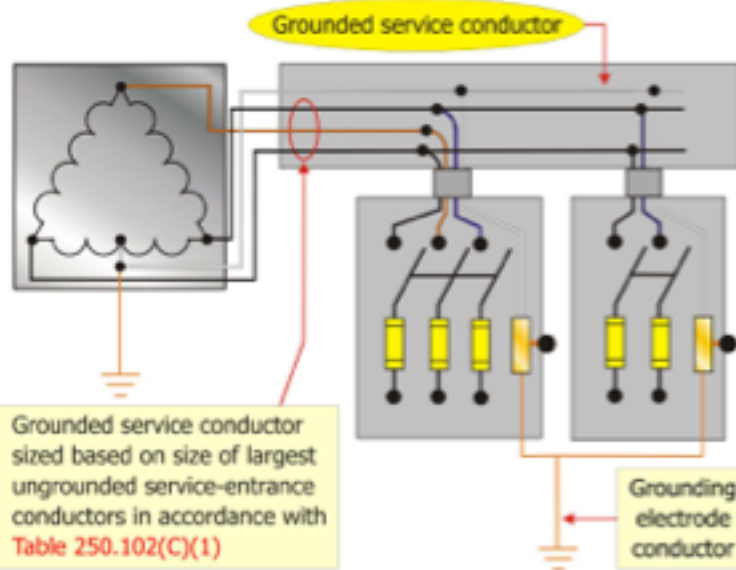 Grounded service conductor
Grounded service conductor
sized based on size of largest
ungrounded service-entrance
conductors in accordance with
Table 250.102(C)(1)
Grounding
electrode
conductor